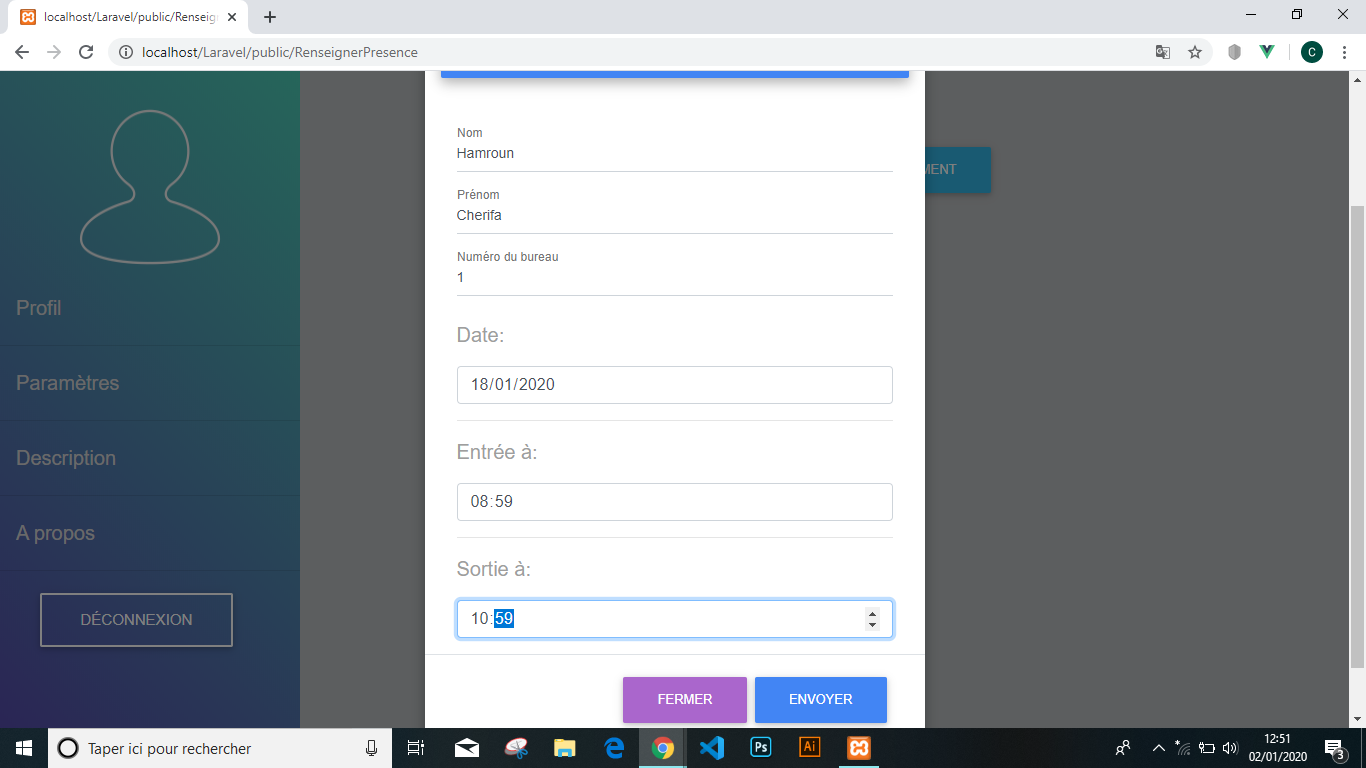 localhost/Laravel/public/Renseign
localhost/Laravel/public/RenseignerPresence
C
Profil
Paramètres
Description
A propos
DÉCONNEXION
Nom
Hamroun
Prénom
Cherifa
Numéro du bureau
1
Date:
18/01/2020
Entrée à:
08:59
Sortie à:
10:59
FERMER
ENVOYER
Taper ici pour rechercher
Ps
Ai
12:51
02/01/2020
3